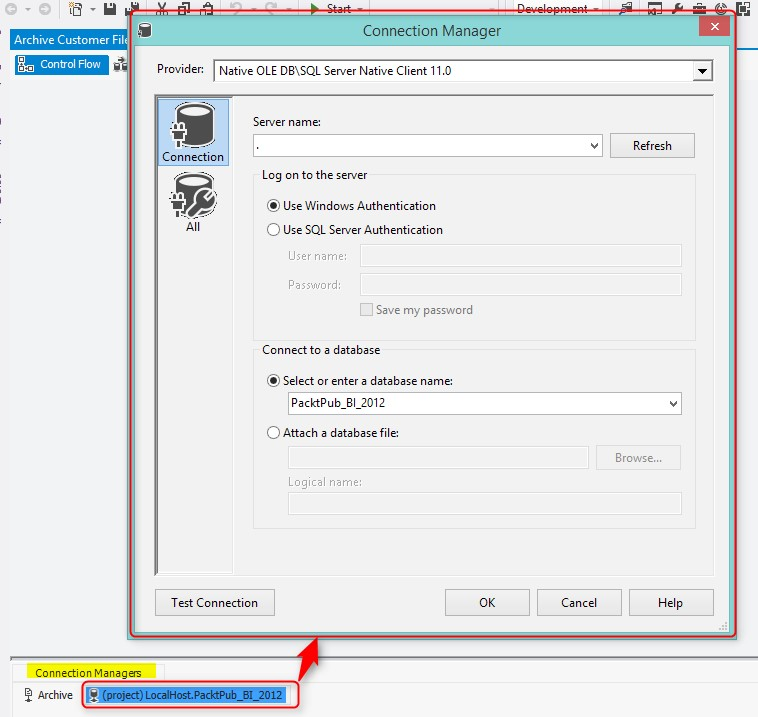 Start
Development
Archive Customer File
Control Flow
Connection Manager
Provider:
Native OLE DB\SQL Server Native Client 11.0
Connection
All
Server name:
.
Refresh
Log on to the server
Use Windows Authentication
Use SQL Server Authentication
User name:
Password:
Save my password
Connect to a database
Select or enter a database name:
PacktPub_BI_2012
Attach a database file:
Browse...
Logical name:
Test Connection
OK
Cancel
Help
Connection Managers
Archive
(project) LocalHost.PacktPub_BI_2012